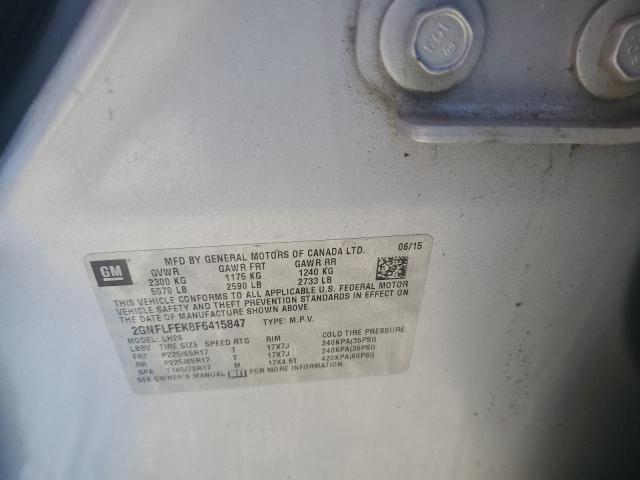 GM
MFD BY GENERAL MOTORS OF CANADA LTD. 06/15
GVWR GAWR FRT GAWR RR
2300 KG 1175 KG 1240 KG
5070 LB 2590 LB 2733 LB
THIS VEHICLE CONFORMS TO ALL APPLICABLE U.S. FEDERAL MOTOR
VEHICLE SAFETY AND THEFT PREVENTION STANDARDS IN EFFECT ON
THE DATE OF MANUFACTURE SHOWN ABOVE.
2GNFLFEK8F6415847 TYPE: M.P.V.
MODEL: LH26
L88V TIRE SIZE SPEED RTG RIM COLD TIRE PRESSURE
FRT P225/65R17 T 17X7J 240KPA(35PSI)
RR P225/65R17 T 17X7J 240KPA(35PSI)
SPA T145/70R17 M 17X4.5T 420KPA(60PSI)
SEE OWNER'S MANUAL FOR MORE INFORMATION.